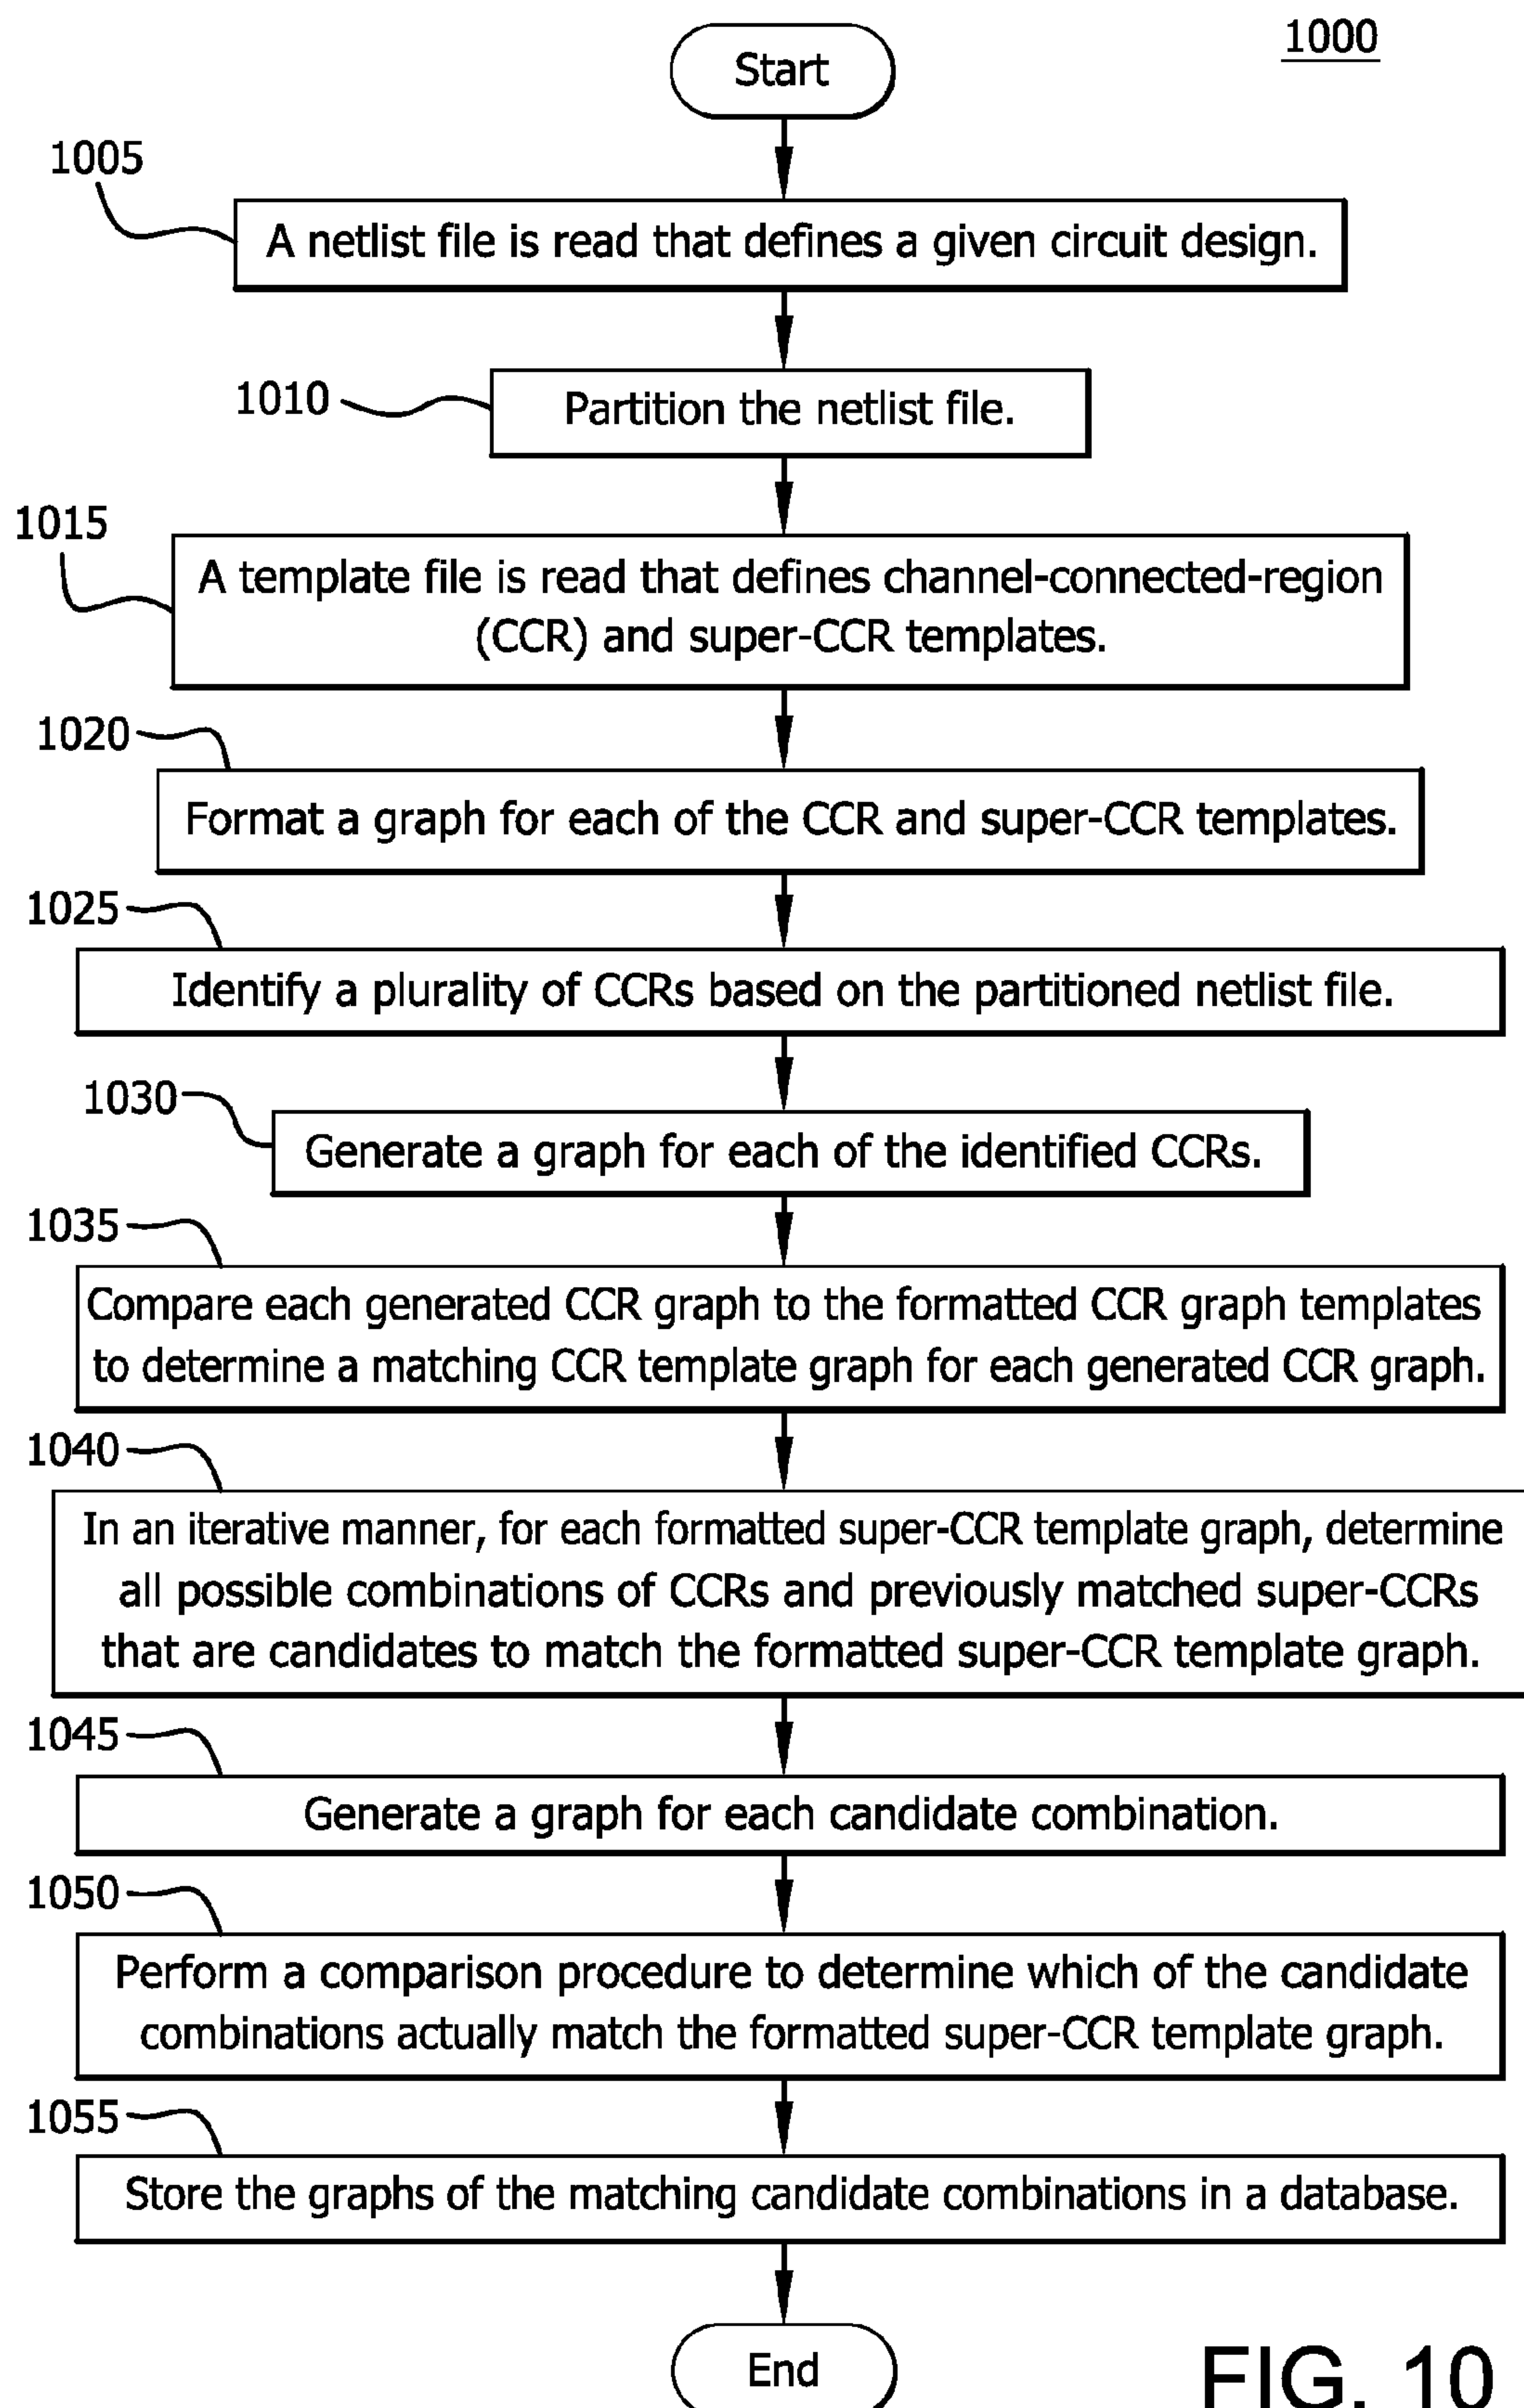 1000
Start
1005
A netlist file is read that defines a given circuit design.
1010
Partition the netlist file.
1015
A template file is read that defines channel-connected-region
(CCR) and super-CCR templates.
1020
Format a graph for each of the CCR and super-CCR templates.
1025
Identify a plurality of CCRs based on the partitioned netlist file.
1030
Generate a graph for each of the identified CCRs.
1035
Compare each generated CCR graph to the formatted CCR graph templates
to determine a matching CCR template graph for each generated CCR graph.
1040
In an iterative manner, for each formatted super-CCR template graph, determine
all possible combinations of CCRs and previously matched super-CCRs
that are candidates to match the formatted super-CCR template graph.
1045
Generate a graph for each candidate combination.
1050
Perform a comparison procedure to determine which of the candidate
combinations actually match the formatted super-CCR template graph.
1055
Store the graphs of the matching candidate combinations in a database.
End
FIG. 10